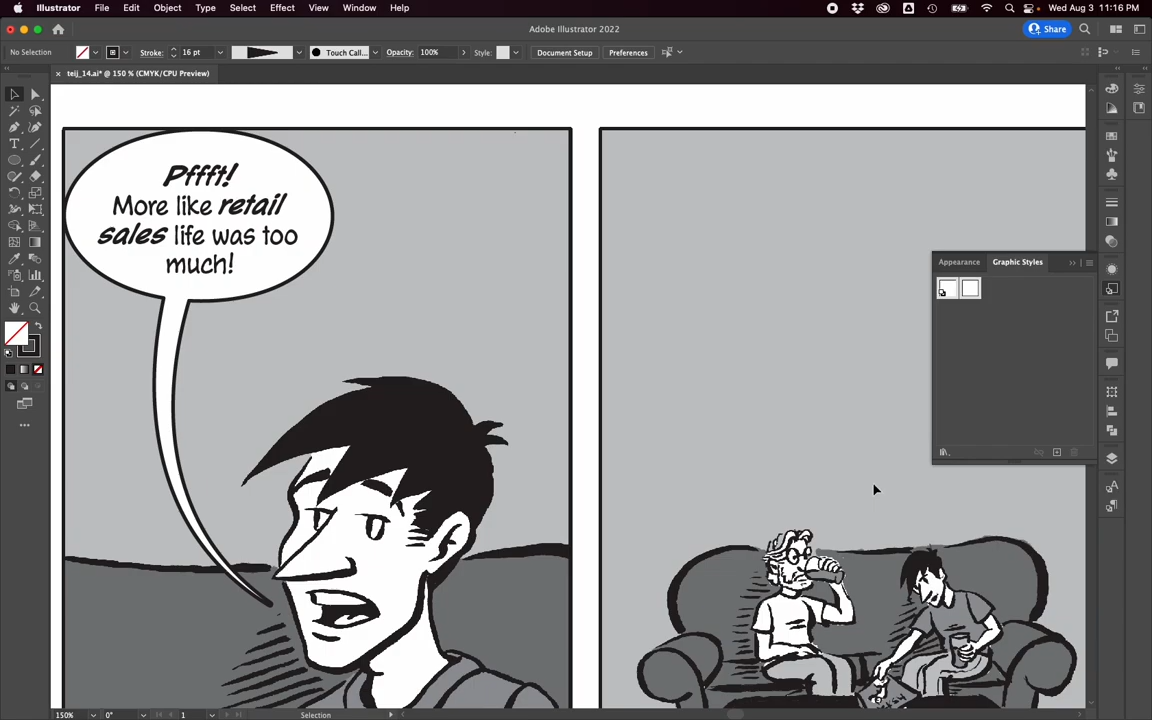 Illustrator File Edit Object Type Select Effect View Window Help Wed Aug 3 11:16 PM
Adobe Illustrator 2022
Share
No Selection Stroke: 16 pt Touch Call... Opacity: 100% Style: Document Setup Preferences
× teij_14.ai* @ 150 % (CMYK/CPU Preview)
Pffft!
More like retail
sales life was too
much!
Appearance Graphic Styles
150% 0° 1 Selection